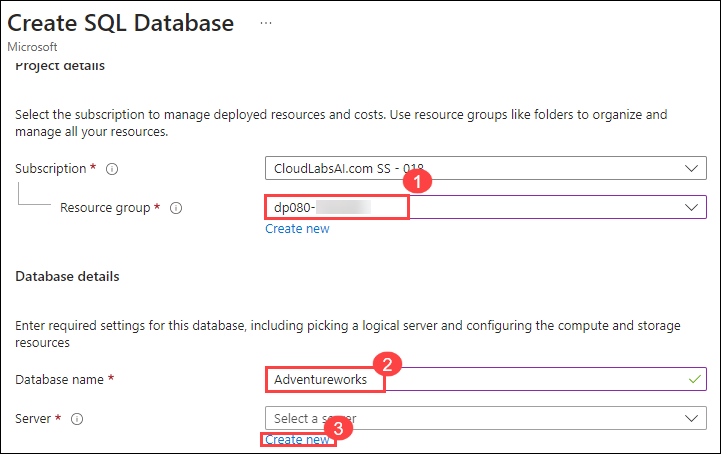 Create SQL Database ...
Microsoft
Project details
Select the subscription to manage deployed resources and costs. Use resource groups like folders to organize and
manage all your resources.
Subscription * CloudLabsAI.com SS - 018
1
Resource group * dp080-
Create new
Database details
Enter required settings for this database, including picking a logical server and configuring the compute and storage
resources
2
Database name * Adventureworks
Server * Select a server
3
Create new